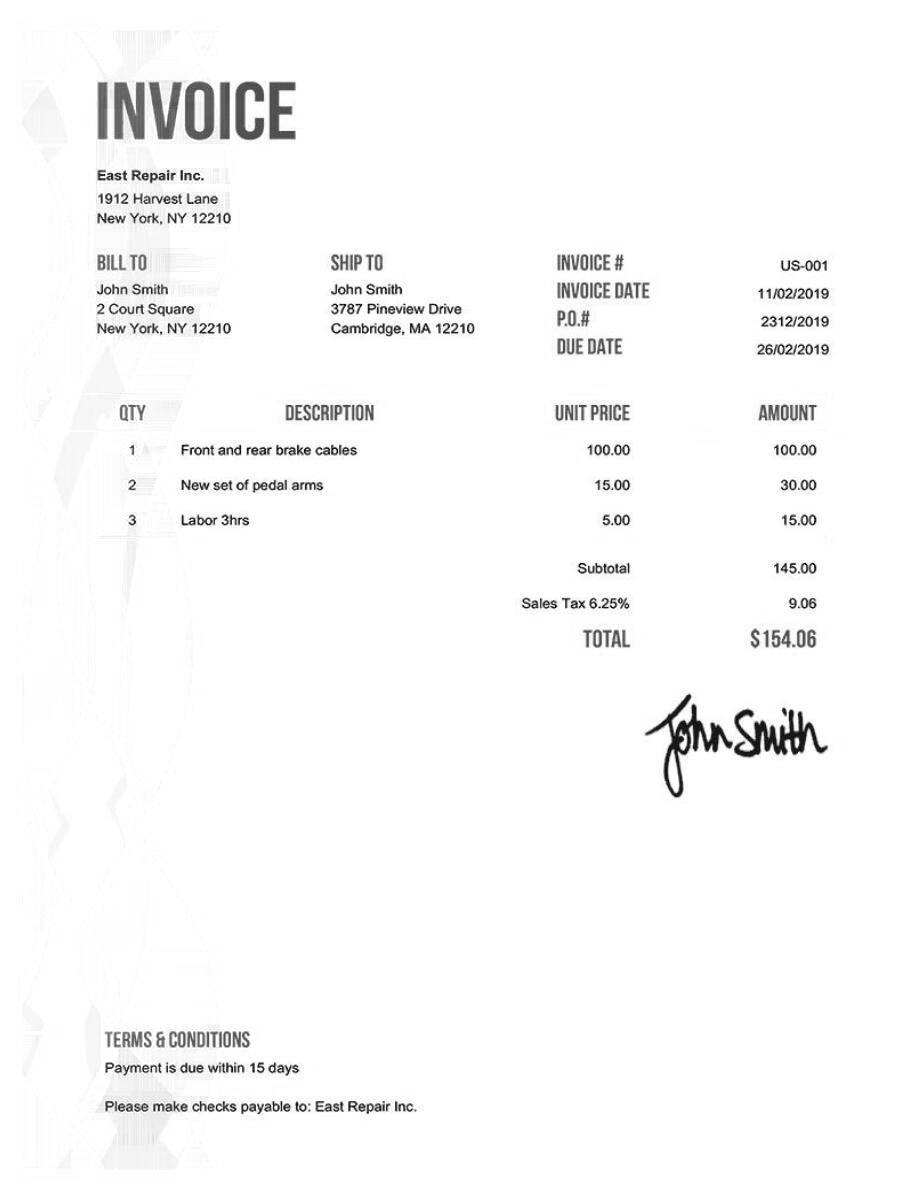 INVOICE
East Repair Inc.
1912 Harvest Lane
New York, NY 12210
BILL TO
John Smith
2 Court Square
New York, NY 12210
SHIP TO
John Smith
3787 Pineview Drive
Cambridge, MA 12210
INVOICE # US-001
INVOICE DATE 11/02/2019
P.O.# 2312/2019
DUE DATE 26/02/2019
QTY DESCRIPTION UNIT PRICE AMOUNT
1 Front and rear brake cables 100.00 100.00
2 New set of pedal arms 15.00 30.00
3 Labor 3hrs 5.00 15.00
Subtotal 145.00
Sales Tax 6.25% 9.06
TOTAL $154.06
John Smith
TERMS & CONDITIONS
Payment is due within 15 days
Please make checks payable to: East Repair Inc.